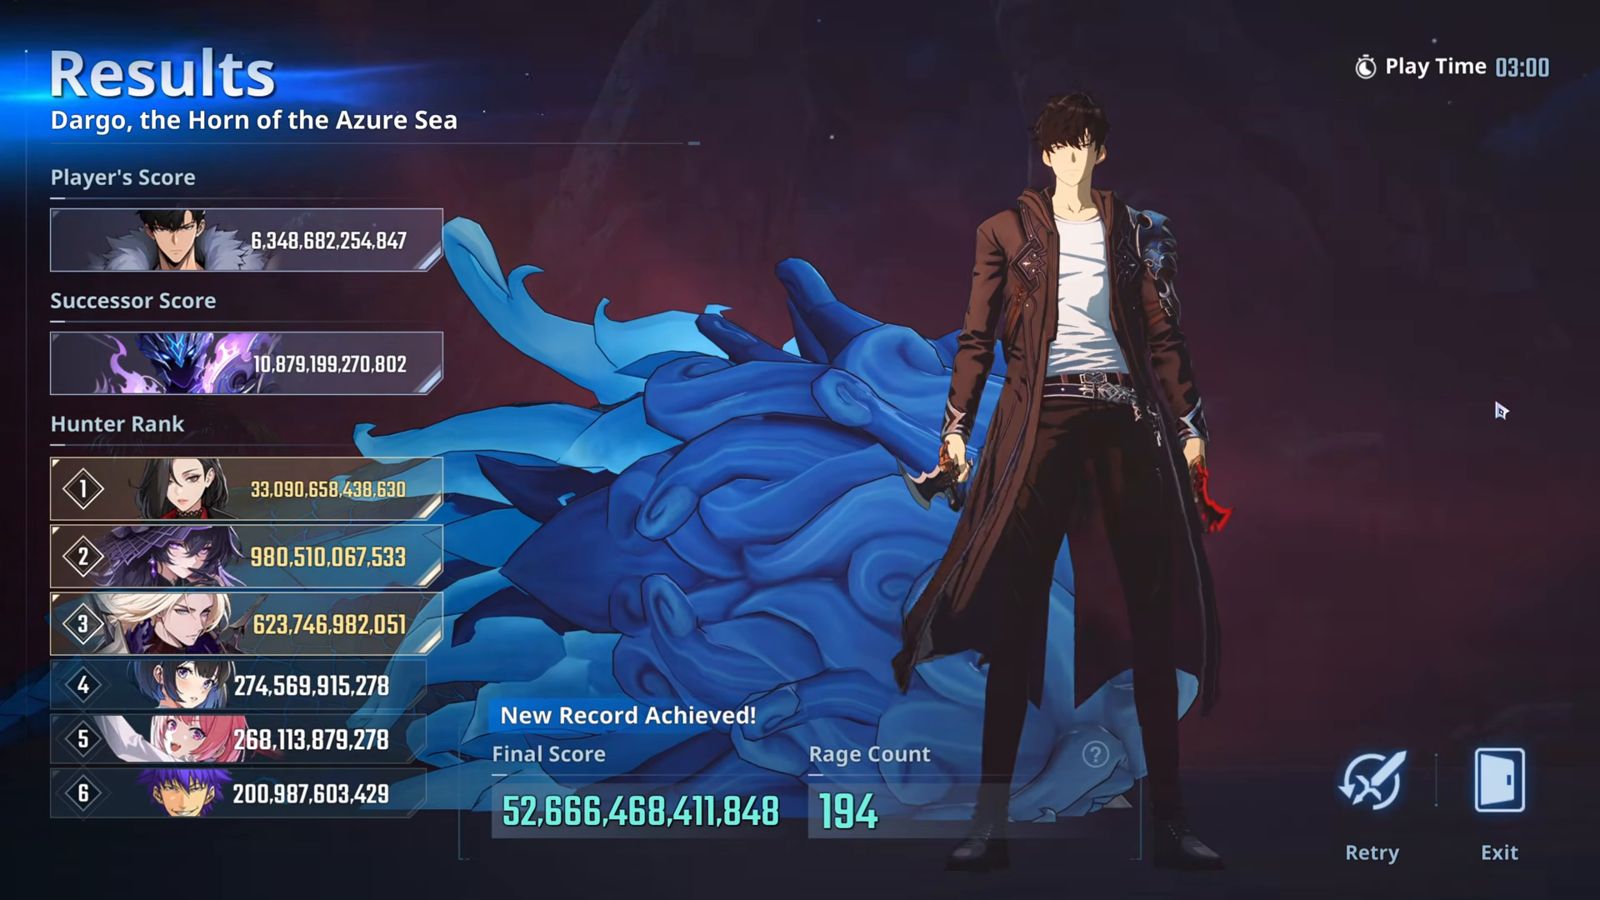 Results
Dargo, the Horn of the Azure Sea
Play Time 03:00
Player's Score
6,348,682,254,847
Successor Score
10,879,199,270,802
Hunter Rank
1 33,090,658,438,630
2 980,510,067,533
3 623,746,982,051
4 274,569,915,278
5 268,113,879,278
6 200,987,603,429
New Record Achieved!
Final Score
52,666,468,411,848
Rage Count ?
194
Retry
Exit